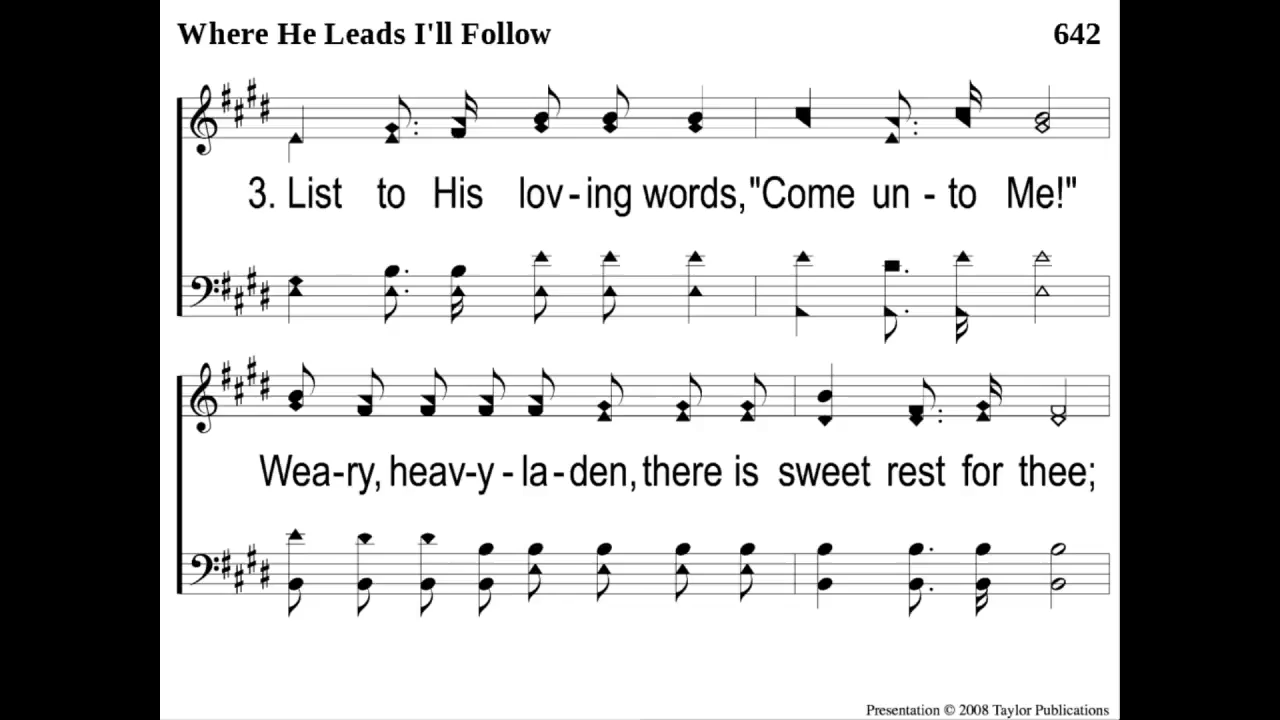 Where He Leads I'll Follow 642
3. List to His lov - ing words, "Come un - to Me!"
Wea-ry, heav-y - la-den, there is sweet rest for thee;
Presentation © 2008 Taylor Publications